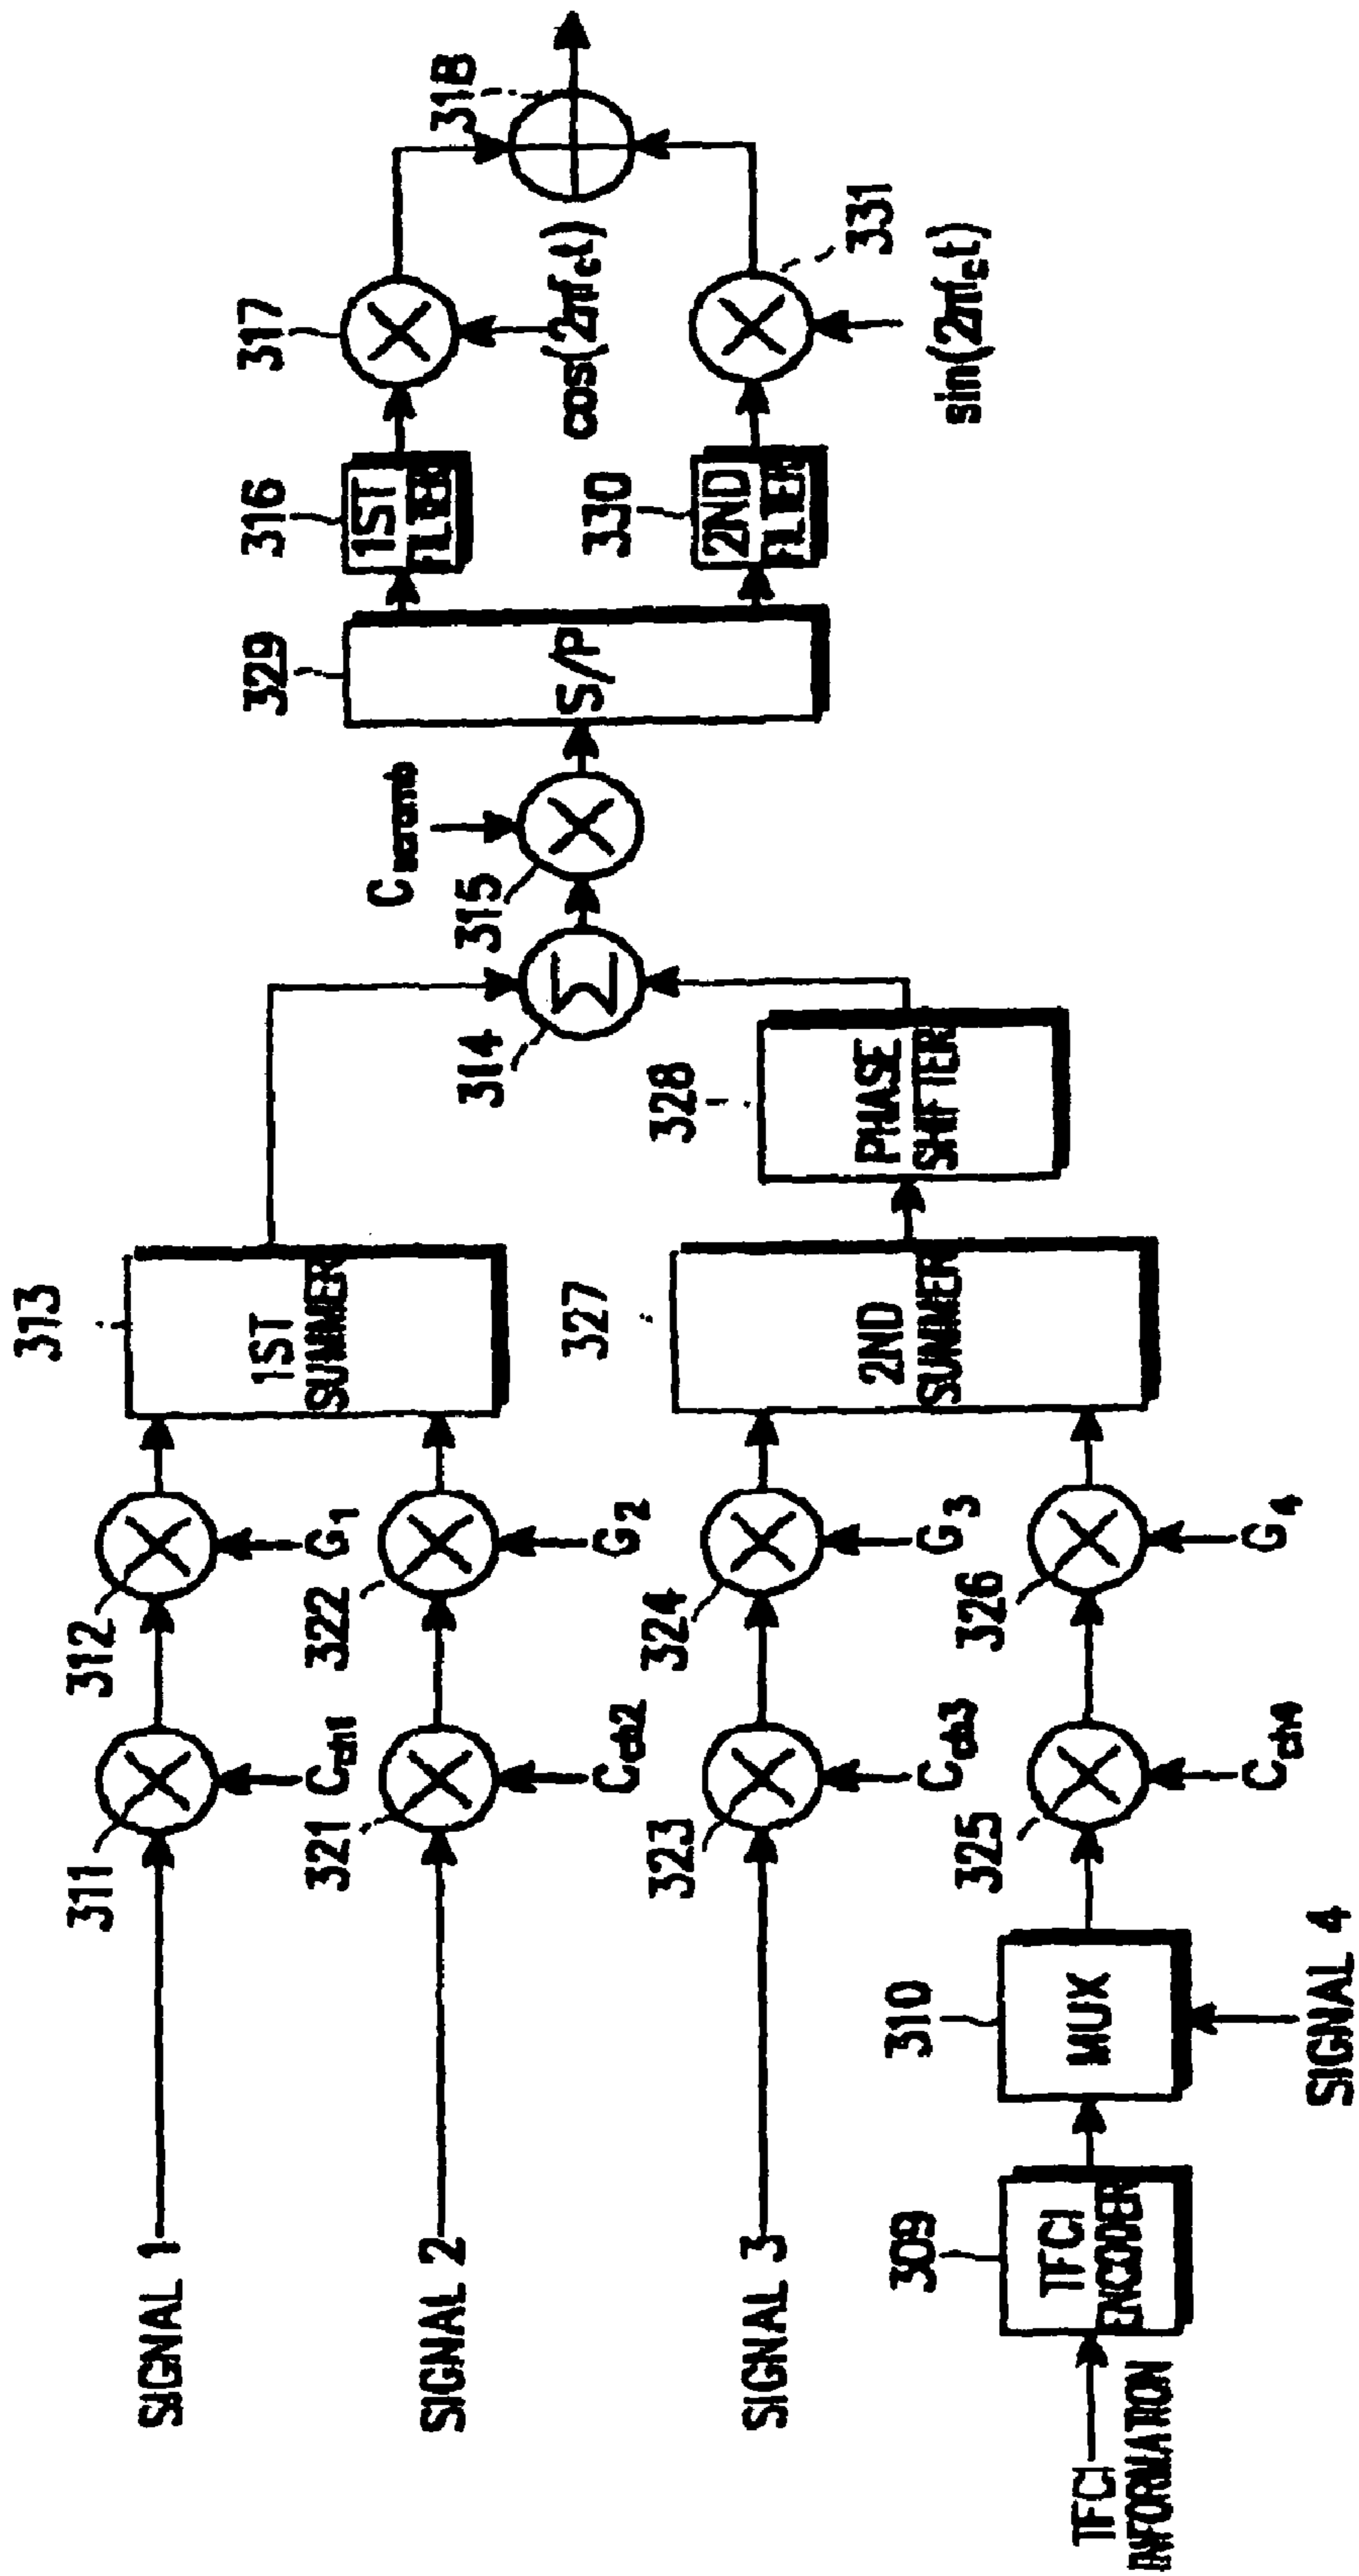 SIGNAL 1
311
C_ch1
312
G_1
313
1ST
SUMMER
SIGNAL 2
321
C_ch2
322
G_2
SIGNAL 3
323
C_ch3
324
G_3
327
2ND
SUMMER
TFCI
INFORMATION
309
TFCI
ENCODER
310
MUX
SIGNAL 4
325
C_ch4
326
G_4
328
PHASE
SHIFTER
314
Σ
315
C_scramb
329
S/P
316
1ST
FILTER
317
cos(2πf_ct)
318
330
2ND
FILTER
331
sin(2πf_ct)